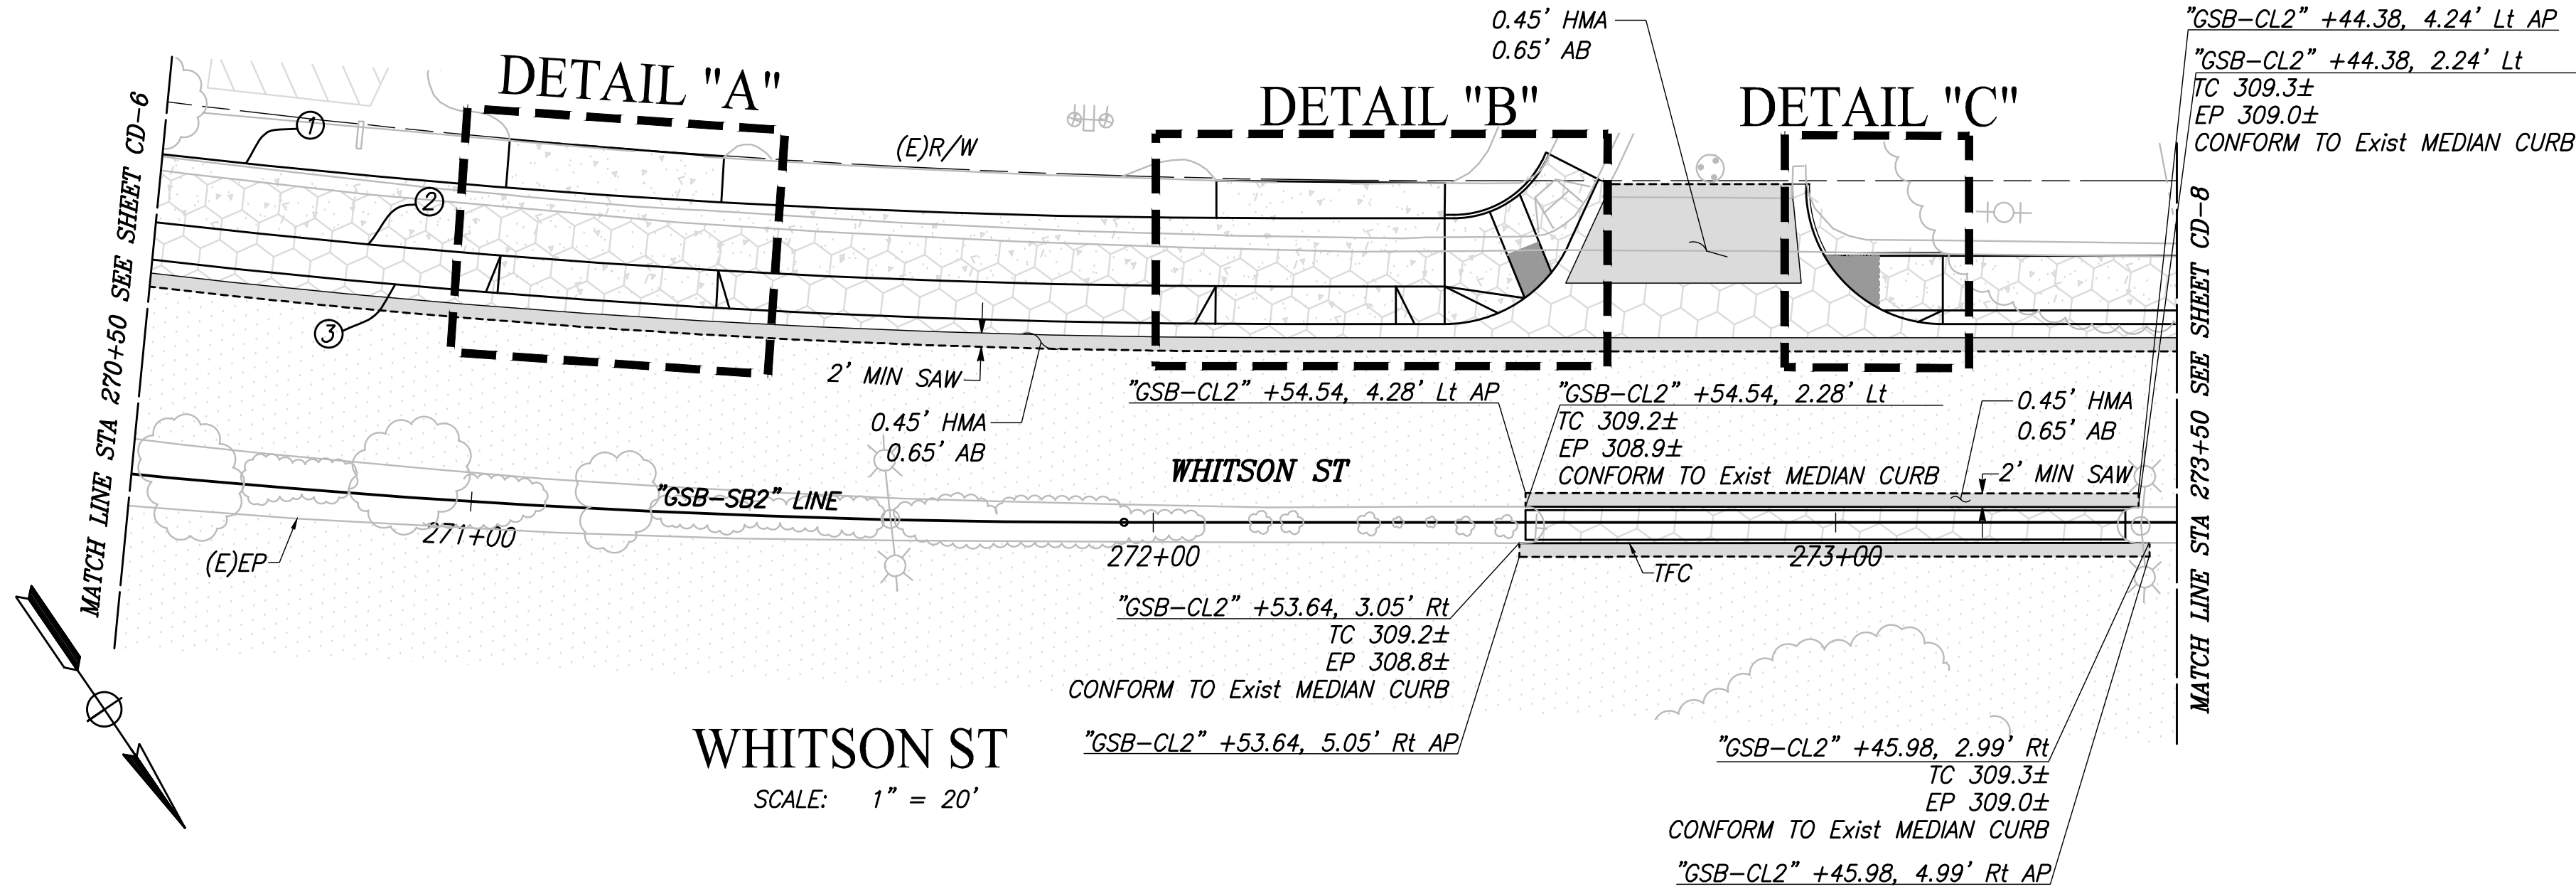 0.45' HMA
0.65' AB
"GSB-CL2" +44.38, 4.24' Lt AP
"GSB-CL2" +44.38, 2.24' Lt
TC 309.3±
EP 309.0±
CONFORM TO Exist MEDIAN CURB
DETAIL "A"
DETAIL "B"
DETAIL "C"
MATCH LINE STA 270+50 SEE SHEET CD-6
1
2
3
(E)R/W
MATCH LINE STA 273+50 SEE SHEET CD-8
2' MIN SAW
0.45' HMA
0.65' AB
"GSB-CL2" +54.54, 4.28' Lt AP
"GSB-CL2" +54.54, 2.28' Lt
TC 309.2±
EP 308.9±
CONFORM TO Exist MEDIAN CURB
0.45' HMA
0.65' AB
2' MIN SAW
WHITSON ST
"GSB-SB2" LINE
271+00
272+00
273+00
(E)EP
TFC
"GSB-CL2" +53.64, 3.05' Rt
TC 309.2±
EP 308.8±
CONFORM TO Exist MEDIAN CURB
"GSB-CL2" +53.64, 5.05' Rt AP
"GSB-CL2" +45.98, 2.99' Rt
TC 309.3±
EP 309.0±
CONFORM TO Exist MEDIAN CURB
"GSB-CL2" +45.98, 4.99' Rt AP
WHITSON ST
SCALE: 1" = 20'